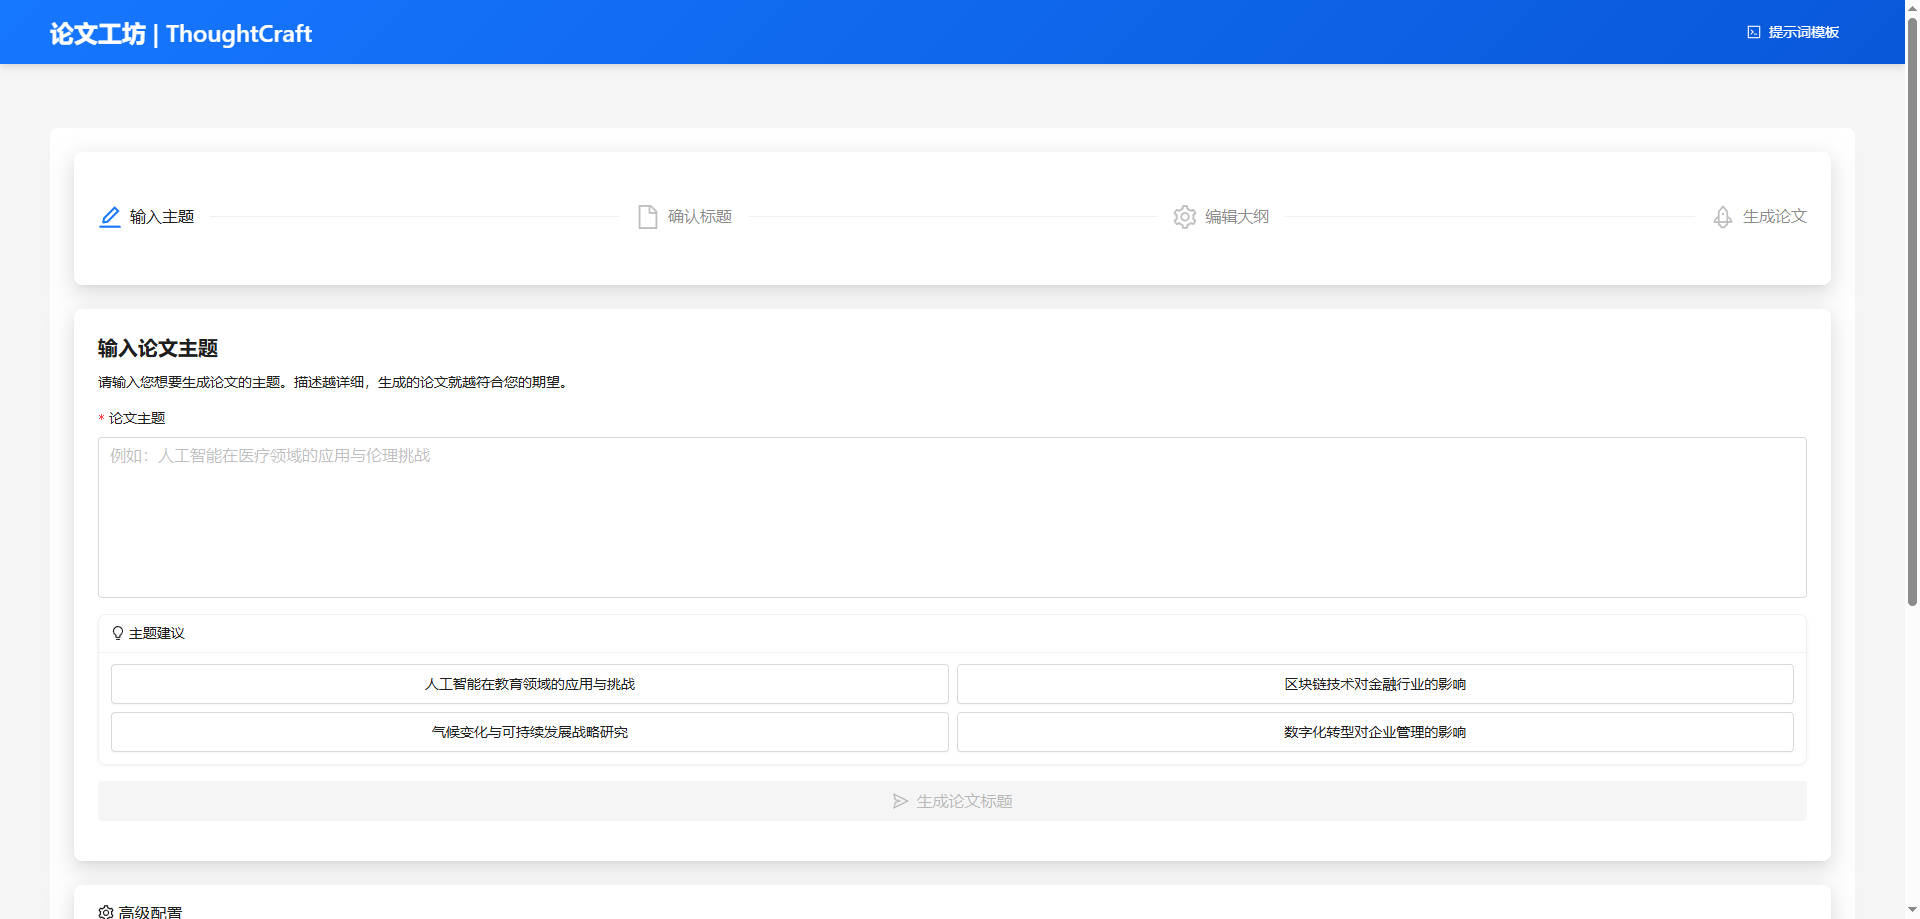 论文工坊 | ThoughtCraft
提示词模板
输入主题
确认标题
编辑大纲
生成论文
输入论文主题
请输入您想要生成论文的主题。描述越详细，生成的论文就越符合您的期望。
* 论文主题
例如：人工智能在医疗领域的应用与伦理挑战
主题建议
人工智能在教育领域的应用与挑战
区块链技术对金融行业的影响
气候变化与可持续发展战略研究
数字化转型对企业管理的影响
生成论文标题
高级配置